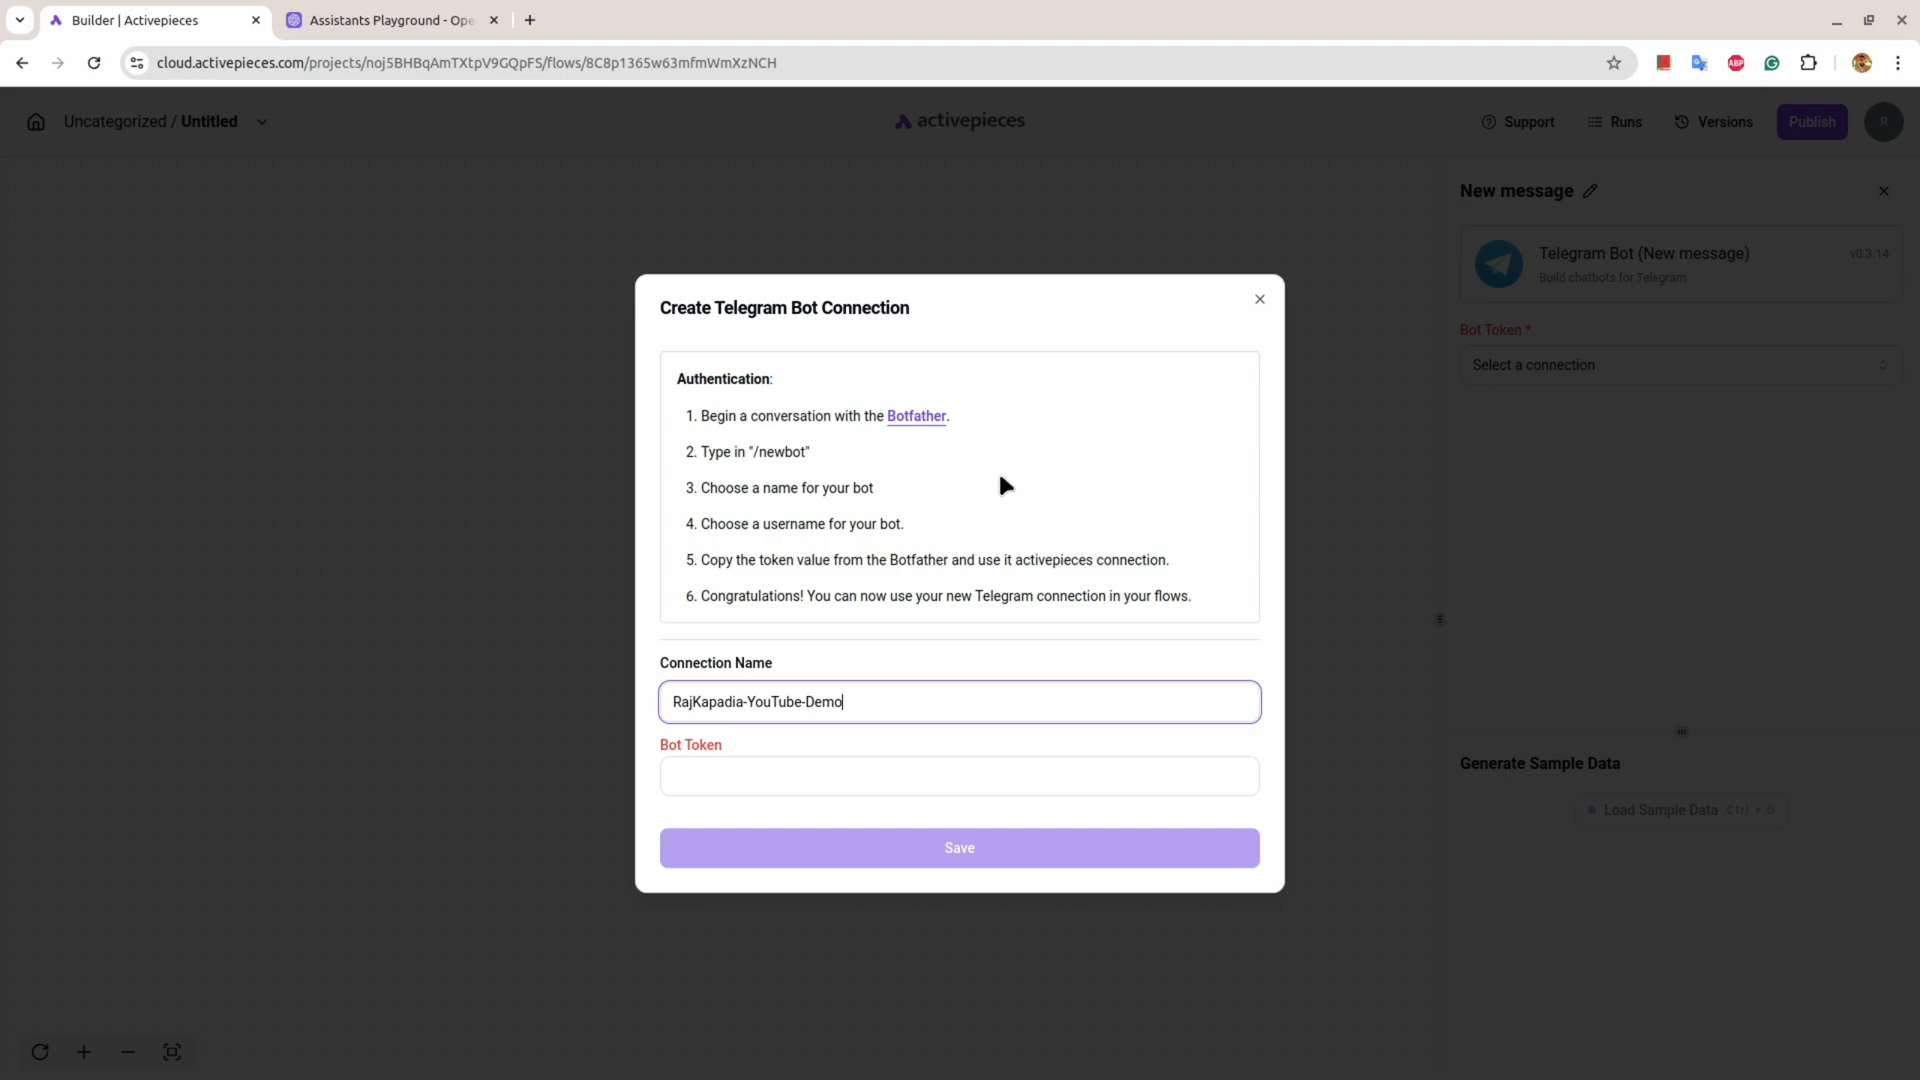 Builder | Activepieces
Assistants Playground - Ope
cloud.activepieces.com/projects/noj5BHBqAmTXtpV9GQpFS/flows/8C8p1365w63mfmWmXzNCH
ABP
Uncategorized / Untitled
activepieces
Support
Runs
Versions
Publish
R
New message
Telegram Bot (New message)
v0.3.14
Build chatbots for Telegram
Bot Token *
Select a connection
Create Telegram Bot Connection
Authentication:
1. Begin a conversation with the Botfather.
2. Type in "/newbot"
3. Choose a name for your bot
4. Choose a username for your bot.
5. Copy the token value from the Botfather and use it activepieces connection.
6. Congratulations! You can now use your new Telegram connection in your flows.
Connection Name
RajKapadia-YouTube-Demo
Bot Token
Save
Generate Sample Data
Load Sample Data Ctrl + G